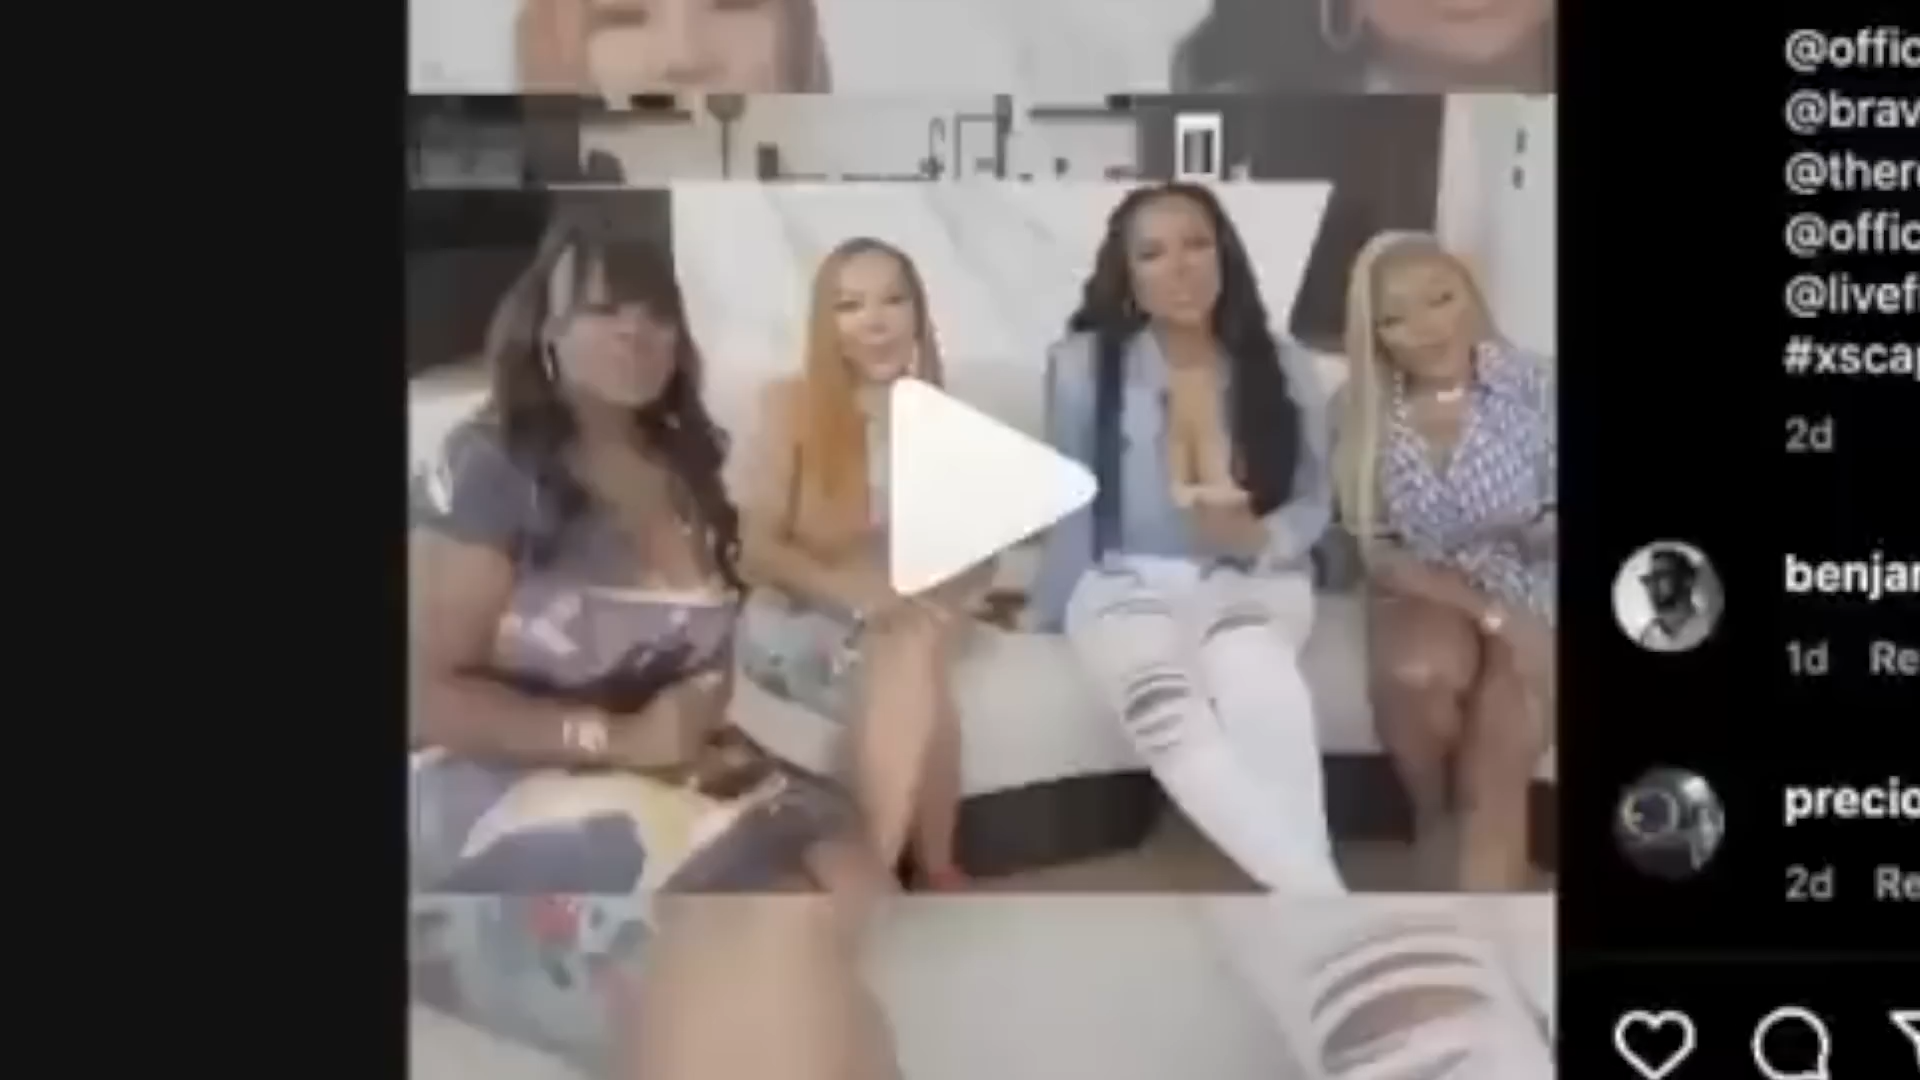 @offic
@brav
@there
@offic
@livef
#xscap
2d
benjar
1d Re
precio
2d Re